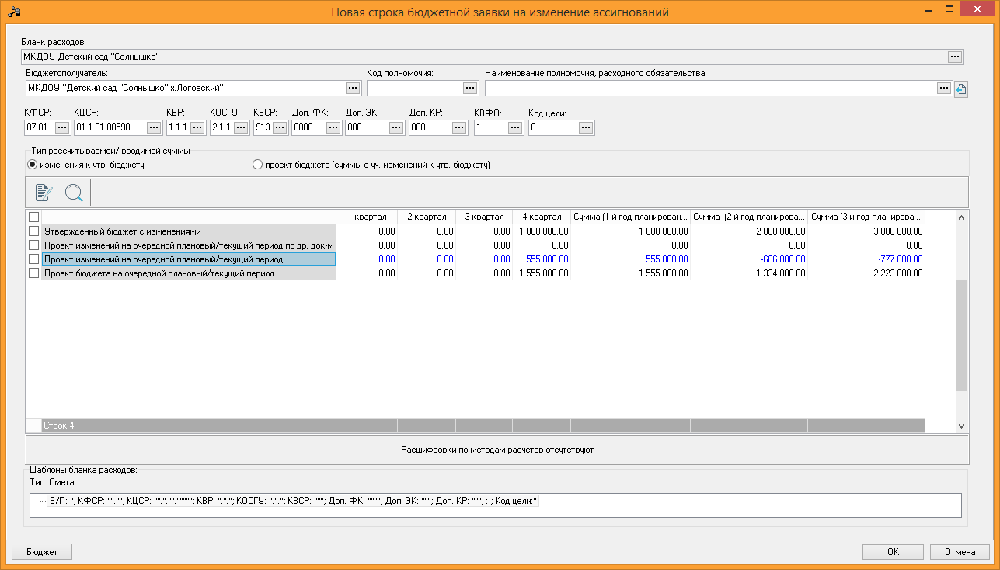 Новая строка бюджетной заявки на изменение ассигнований
Бланк расходов:
МКДОУ Детский сад "Солнышко"
Бюджетополучатель: Код полномочия: Наименование полномочия, расходного обязательства:
МКДОУ "Детский сад "Солнышко" х.Логовский"
КФСР: КЦСР: КВР: КОСГУ: КВСР: Доп. ФК: Доп. ЭК: Доп. КР: КВФО: Код цели:
07.01 01.1.01.00590 1.1.1 2.1.1 913 0000 000 000 1 0
Тип рассчитываемой/ вводимой суммы
изменения к утв. бюджету проект бюджета (суммы с уч. изменений к утв. бюджету)
1 квартал 2 квартал 3 квартал 4 квартал Сумма (1-й год планирован... Сумма (2-й год планирова... Сумма (3-й год планирова...
Утвержденный бюджет с изменениями 0.00 0.00 0.00 1 000 000.00 1 000 000.00 2 000 000.00 3 000 000.00
Проект изменений на очередной плановый/текущий период по др. док-м 0.00 0.00 0.00 0.00 0.00 0.00 0.00
Проект изменений на очередной плановый/текущий период 0.00 0.00 0.00 555 000.00 555 000.00 -666 000.00 -777 000.00
Проект бюджета на очередной плановый/текущий период 0.00 0.00 0.00 1 555 000.00 1 555 000.00 1 334 000.00 2 223 000.00
Строк:4
Расшифровки по методам расчётов отсутствуют
Шаблоны бланка расходов:
Тип: Смета
Б/П: *; КФСР: **.**; КЦСР: **.*.**.*****; КВР: *.*.*; КОСГУ: *.*.*; КВСР: ***; Доп. ФК: ****; Доп. ЭК: ***; Доп. КР: ***; : ; Код цели:*
Бюджет OK Отмена